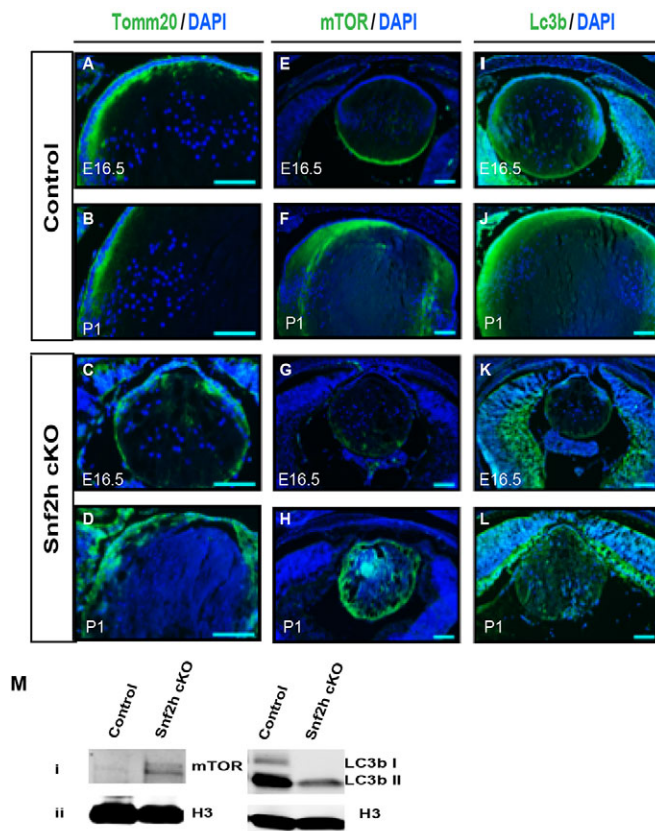 Tomm20/DAPI mTOR/DAPI Lc3b/DAPI
Control
A E16.5
E E16.5
I E16.5
B P1
F P1
J P1
Snf2h cKO
C E16.5
G E16.5
K E16.5
D P1
H P1
L P1
M
Control Snf2h cKO Control Snf2h cKO
i mTOR LC3b I
LC3b II
ii H3 H3